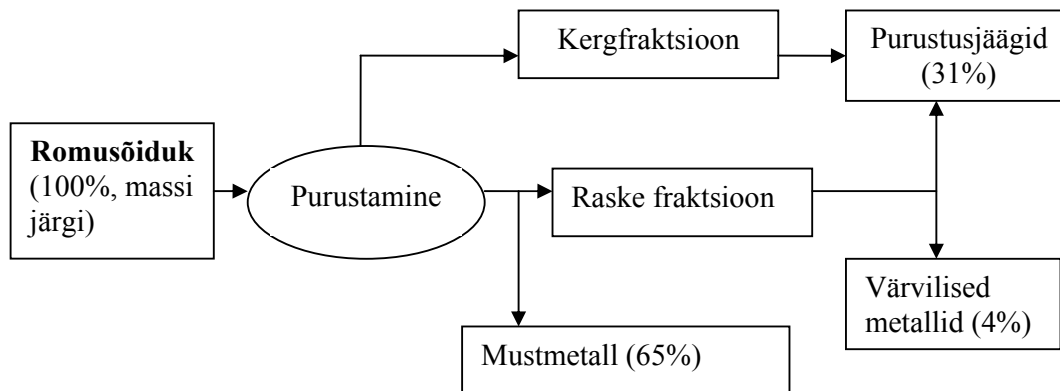 Romusõiduk
(100%, massi
järgi)
Purustamine
Kergfraktsioon
Purustusjäägid
(31%)
Raske fraktsioon
Värvilised
metallid (4%)
Mustmetall (65%)